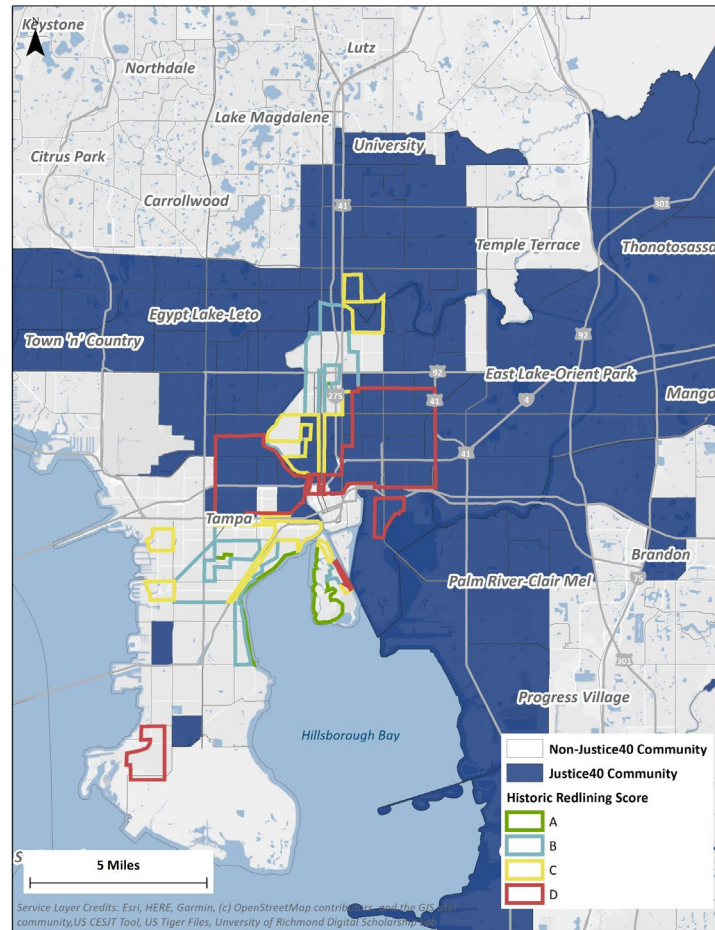 Keystone
Lutz
Northdale
Lake Magdalene
University
Citrus Park
Carrollwood
41
301
Temple Terrace
Thonotosassa
Egypt Lake-Leto
Town 'n' Country
92
92
East Lake-Orient Park
275
41
4
Mango
41
Tampa
Brandon
Palm River-Clair Mel
75
301
Progress Village
Hillsborough Bay
Non-Justice40 Community
Justice40 Community
Historic Redlining Score
A
B
C
D
5 Miles
Service Layer Credits: Esri, HERE, Garmin, (c) OpenStreetMap contributors, and the GIS user
community,US CESJT Tool, US Tiger Files, Unversity of Richmond Digital Scholarship Lab